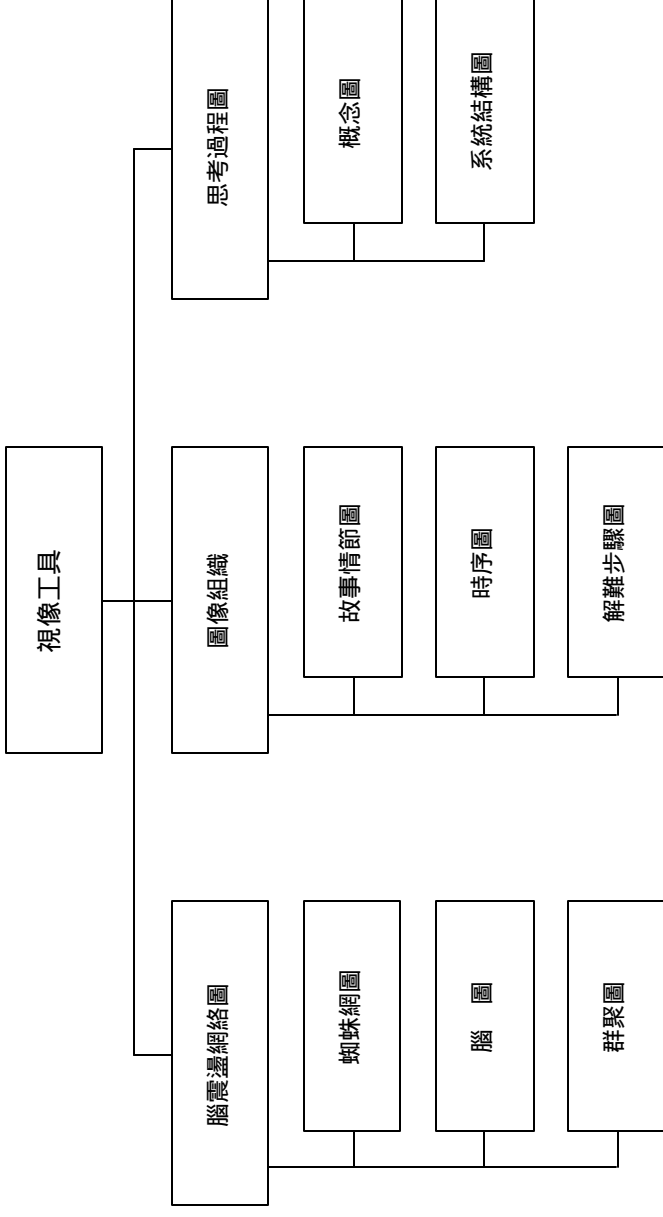 視像工具
腦震盪網絡圖
蜘蛛網圖
腦 圖
群聚圖
圖像組織
故事情節圖
時序圖
解難步驟圖
思考過程圖
概念圖
系統結構圖